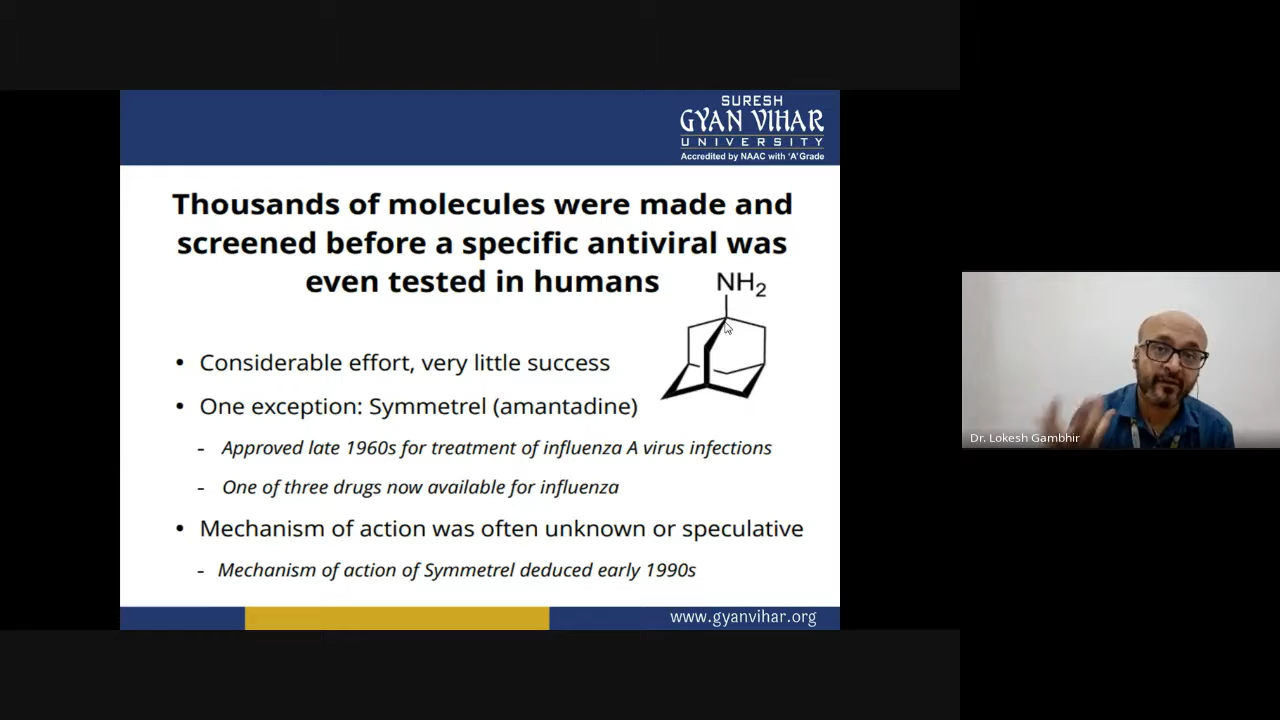 SURESH
GYAN VIHAR
UNIVERSITY
Accredited by NAAC with 'A' Grade
Thousands of molecules were made and
screened before a specific antiviral was
even tested in humans
NH2
• Considerable effort, very little success
• One exception: Symmetrel (amantadine)
- Approved late 1960s for treatment of influenza A virus infections
- One of three drugs now available for influenza
• Mechanism of action was often unknown or speculative
- Mechanism of action of Symmetrel deduced early 1990s
www.gyanvihar.org
Dr. Lokesh Gambhir